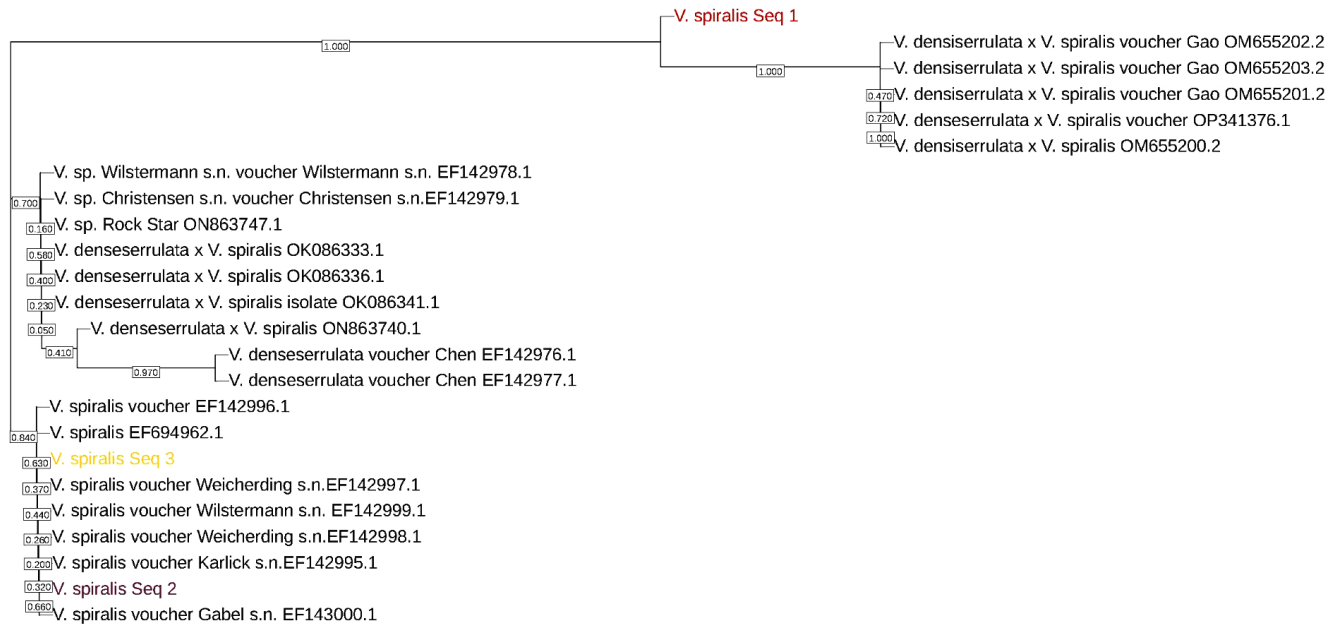 V. spiralis Seq 1
V. densiserrulata x V. spiralis voucher Gao OM655202.2
1.000
V. densiserrulata x V. spiralis voucher Gao OM655203.2
1.000
0.470 V. densiserrulata x V. spiralis voucher Gao OM655201.2
0.720 V. denseserrulata x V. spiralis voucher OP341376.1
1.000 V. densiserrulata x V. spiralis OM655200.2
V. sp. Wilstermann s.n. voucher Wilstermann s.n. EF142978.1
0.700 V. sp. Christensen s.n. voucher Christensen s.n.EF142979.1
0.160 V. sp. Rock Star ON863747.1
0.580 V. denseserrulata x V. spiralis OK086333.1
0.400 V. denseserrulata x V. spiralis OK086336.1
0.230 V. denseserrulata x V. spiralis isolate OK086341.1
0.050 V. denseserrulata x V. spiralis ON863740.1
0.410 V. denseserrulata voucher Chen EF142976.1
0.970 V. denseserrulata voucher Chen EF142977.1
V. spiralis voucher EF142996.1
0.840 V. spiralis EF694962.1
0.630 V. spiralis Seq 3
0.370 V. spiralis voucher Weicherding s.n.EF142997.1
0.440 V. spiralis voucher Wilstermann s.n. EF142999.1
0.260 V. spiralis voucher Weicherding s.n.EF142998.1
0.200 V. spiralis voucher Karlick s.n.EF142995.1
0.320 V. spiralis Seq 2
0.660 V. spiralis voucher Gabel s.n. EF143000.1